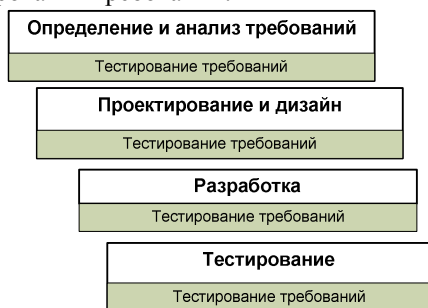 Определение и анализ требований
Тестирование требований
Проектирование и дизайн
Тестирование требований
Разработка
Тестирование требований
Тестирование
Тестирование требований